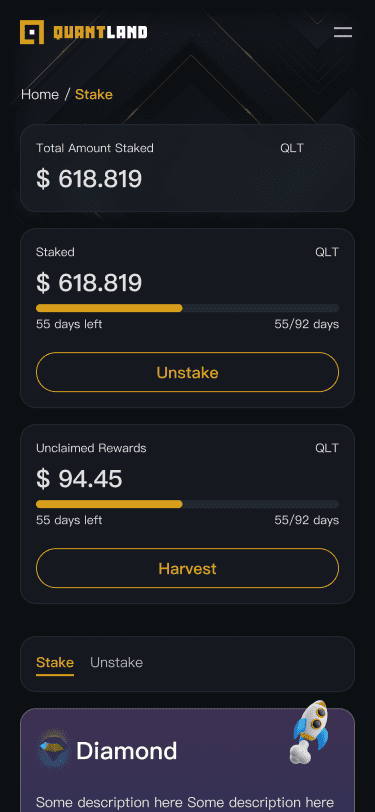 QUANTLAND
Home / Stake
Total Amount Staked QLT
$ 618.819
Staked QLT
$ 618.819
55 days left 55/92 days
Unstake
Unclaimed Rewards QLT
$ 94.45
55 days left 55/92 days
Harvest
Stake Unstake
Diamond
Some description here Some description here